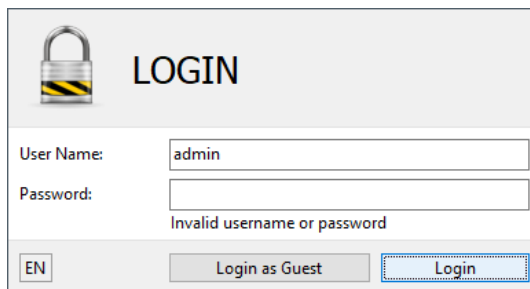 LOGIN
User Name: admin
Password:
Invalid username or password
EN Login as Guest Login